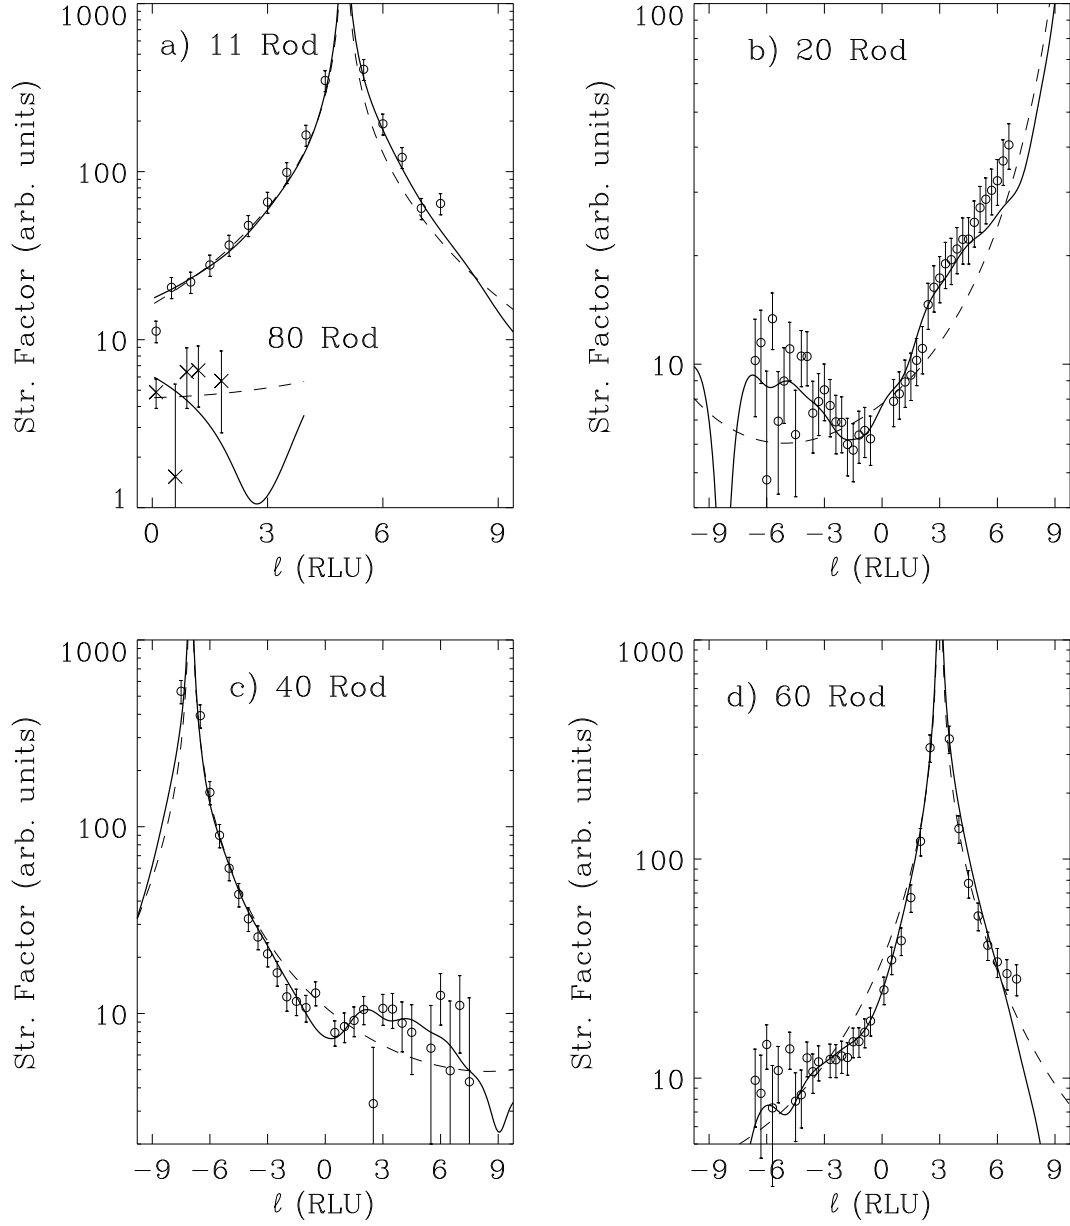 a) 11 Rod
1000
100
10
1
Str. Factor (arb. units)
80 Rod
0
3
6
9
ℓ (RLU)
b) 20 Rod
100
10
Str. Factor (arb. units)
−9
−6
−3
0
3
6
9
ℓ (RLU)
c) 40 Rod
1000
100
10
Str. Factor (arb. units)
−9
−6
−3
0
3
6
9
ℓ (RLU)
d) 60 Rod
1000
100
10
Str. Factor (arb. units)
−9
−6
−3
0
3
6
9
ℓ (RLU)